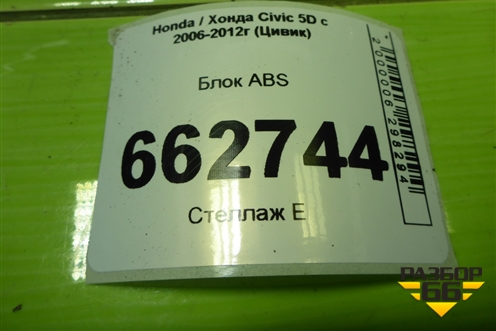 Honda / Хонда Civic 5D с
2006-2012г (Цивик)
Блок ABS
662744
Стеллаж Е
2000006298294
РАЗБОР
66